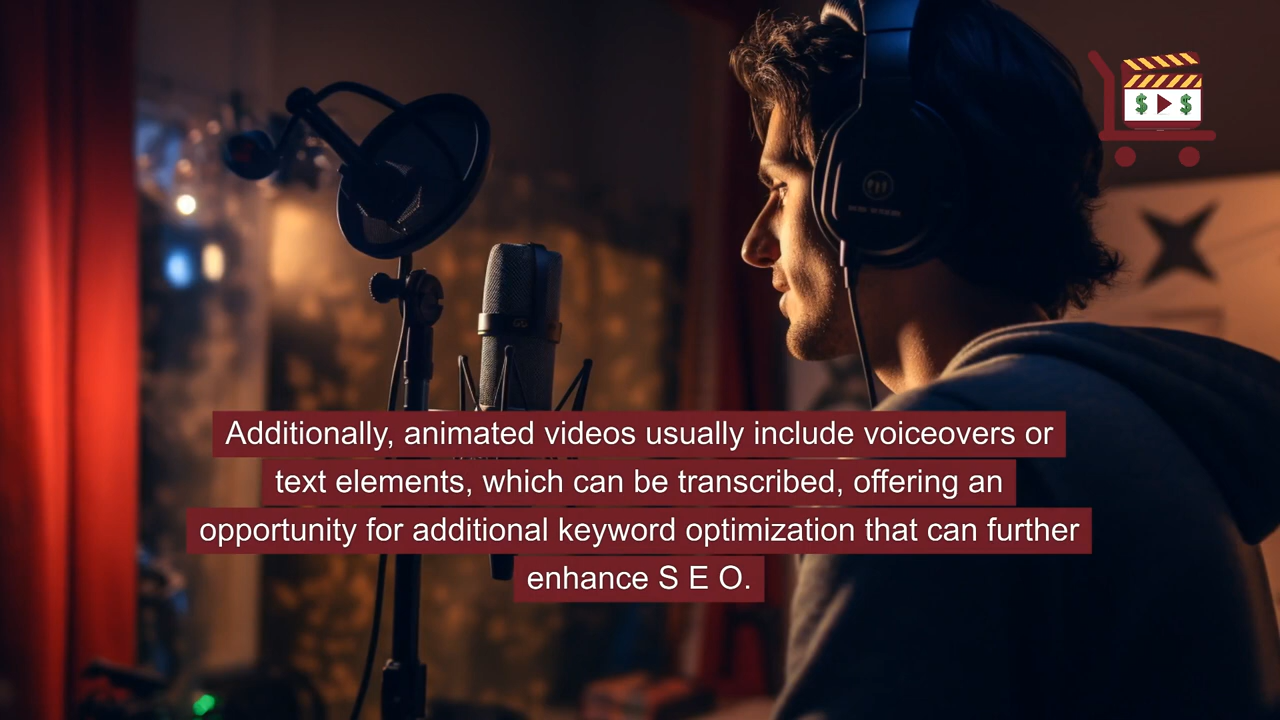 $ $
Additionally, animated videos usually include voiceovers or
text elements, which can be transcribed, offering an
opportunity for additional keyword optimization that can further
enhance S E O.